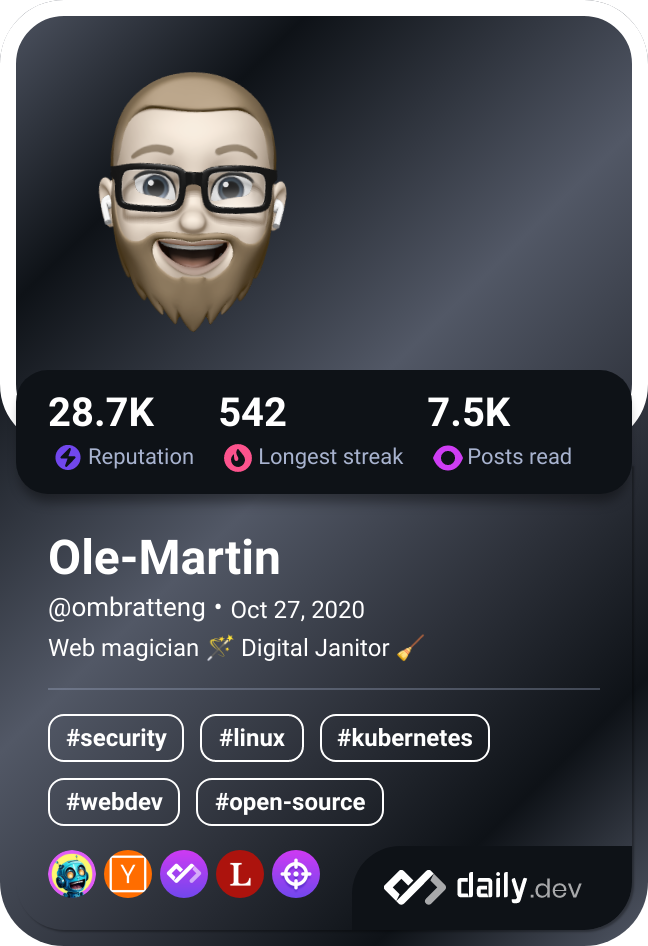 28.7K 542 7.5K
Reputation Longest streak Posts read
Ole-Martin
@ombratteng • Oct 27, 2020
Web magician 🪄 Digital Janitor 🧹
#security #linux #kubernetes
#webdev #open-source
Y L daily.dev